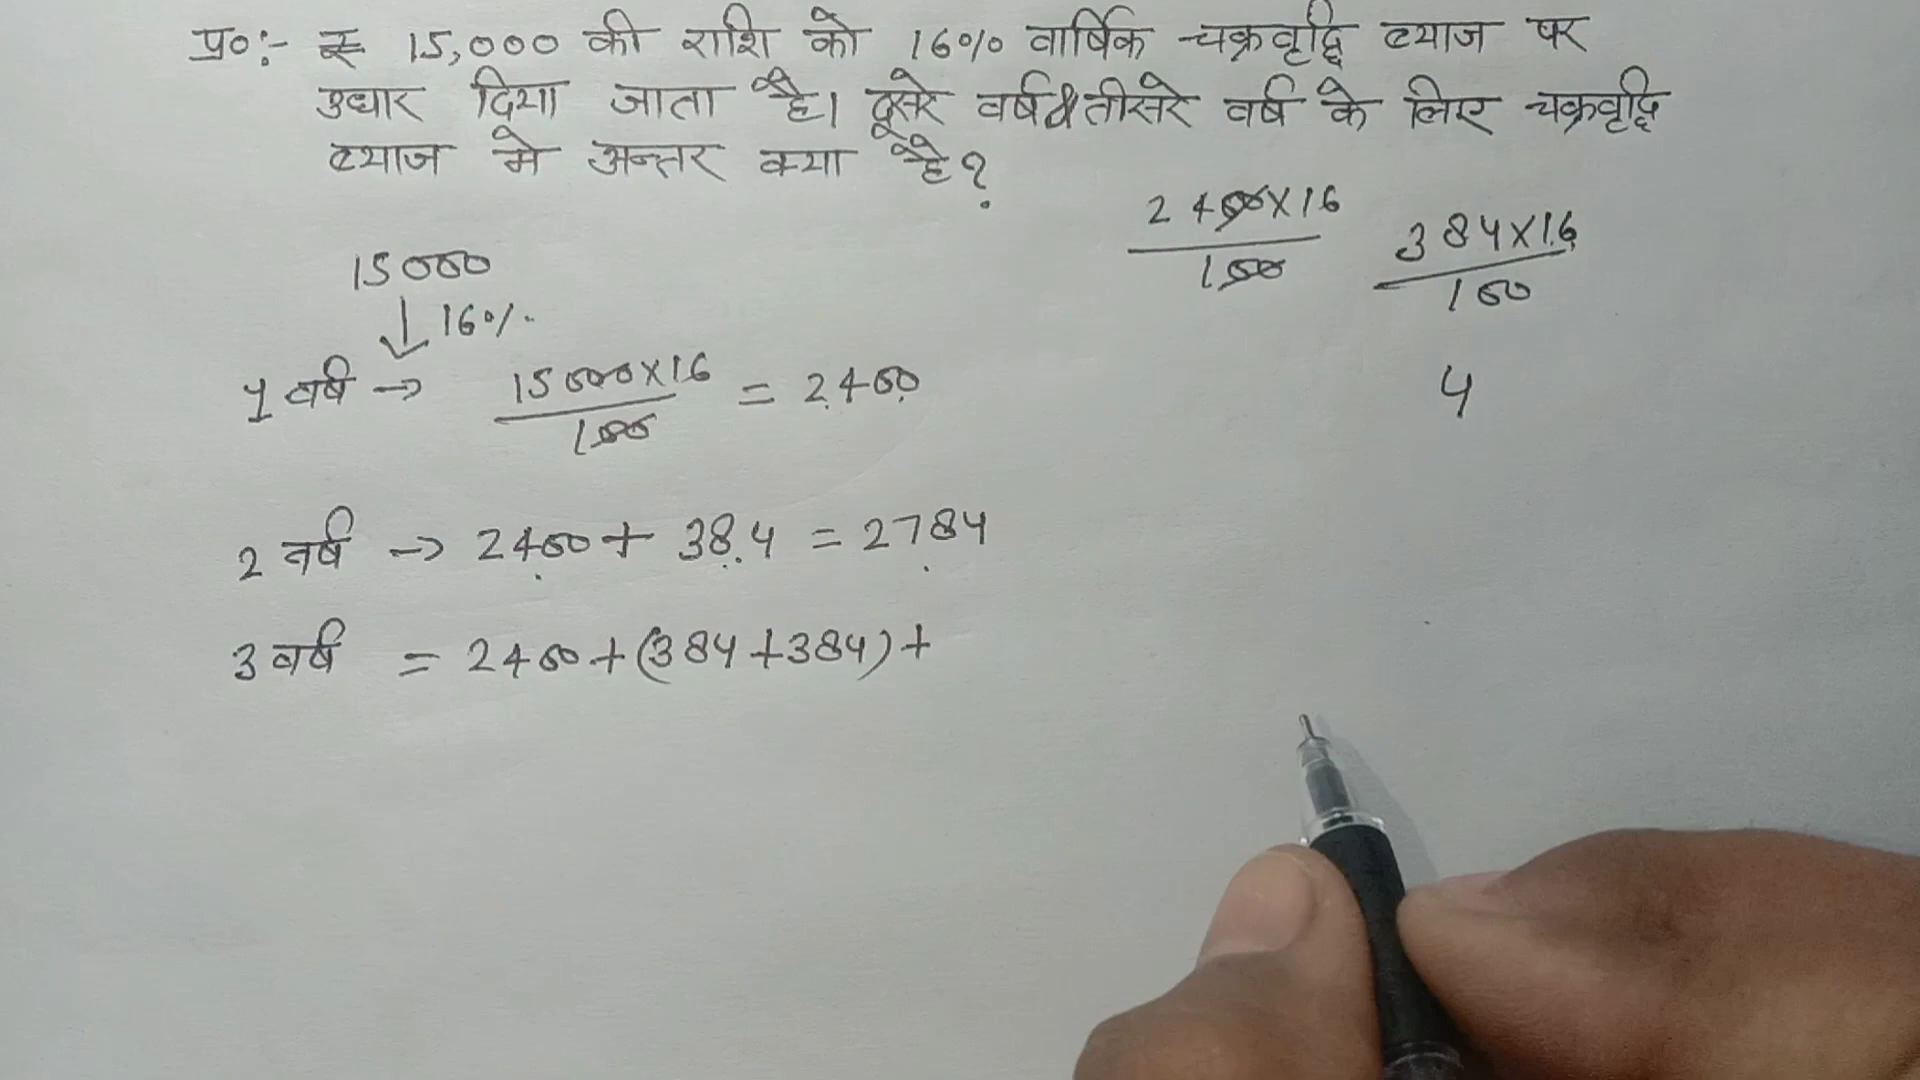 प्र०:- ₹ 15,000 की राशि को 16% वार्षिक चक्रवृद्धि ब्याज पर
उधार दिया जाता है। दूसरे वर्ष & तीसरे वर्ष के लिए चक्रवृद्धि
ब्याज मे अन्तर क्या है?
2400×16
100
384×16
100
15000
↓ 16%
4
1 वर्ष → 15000×16 = 2400
100
2 वर्ष → 2400 + 384 = 2784
3 वर्ष = 2400 + (384 + 384) +